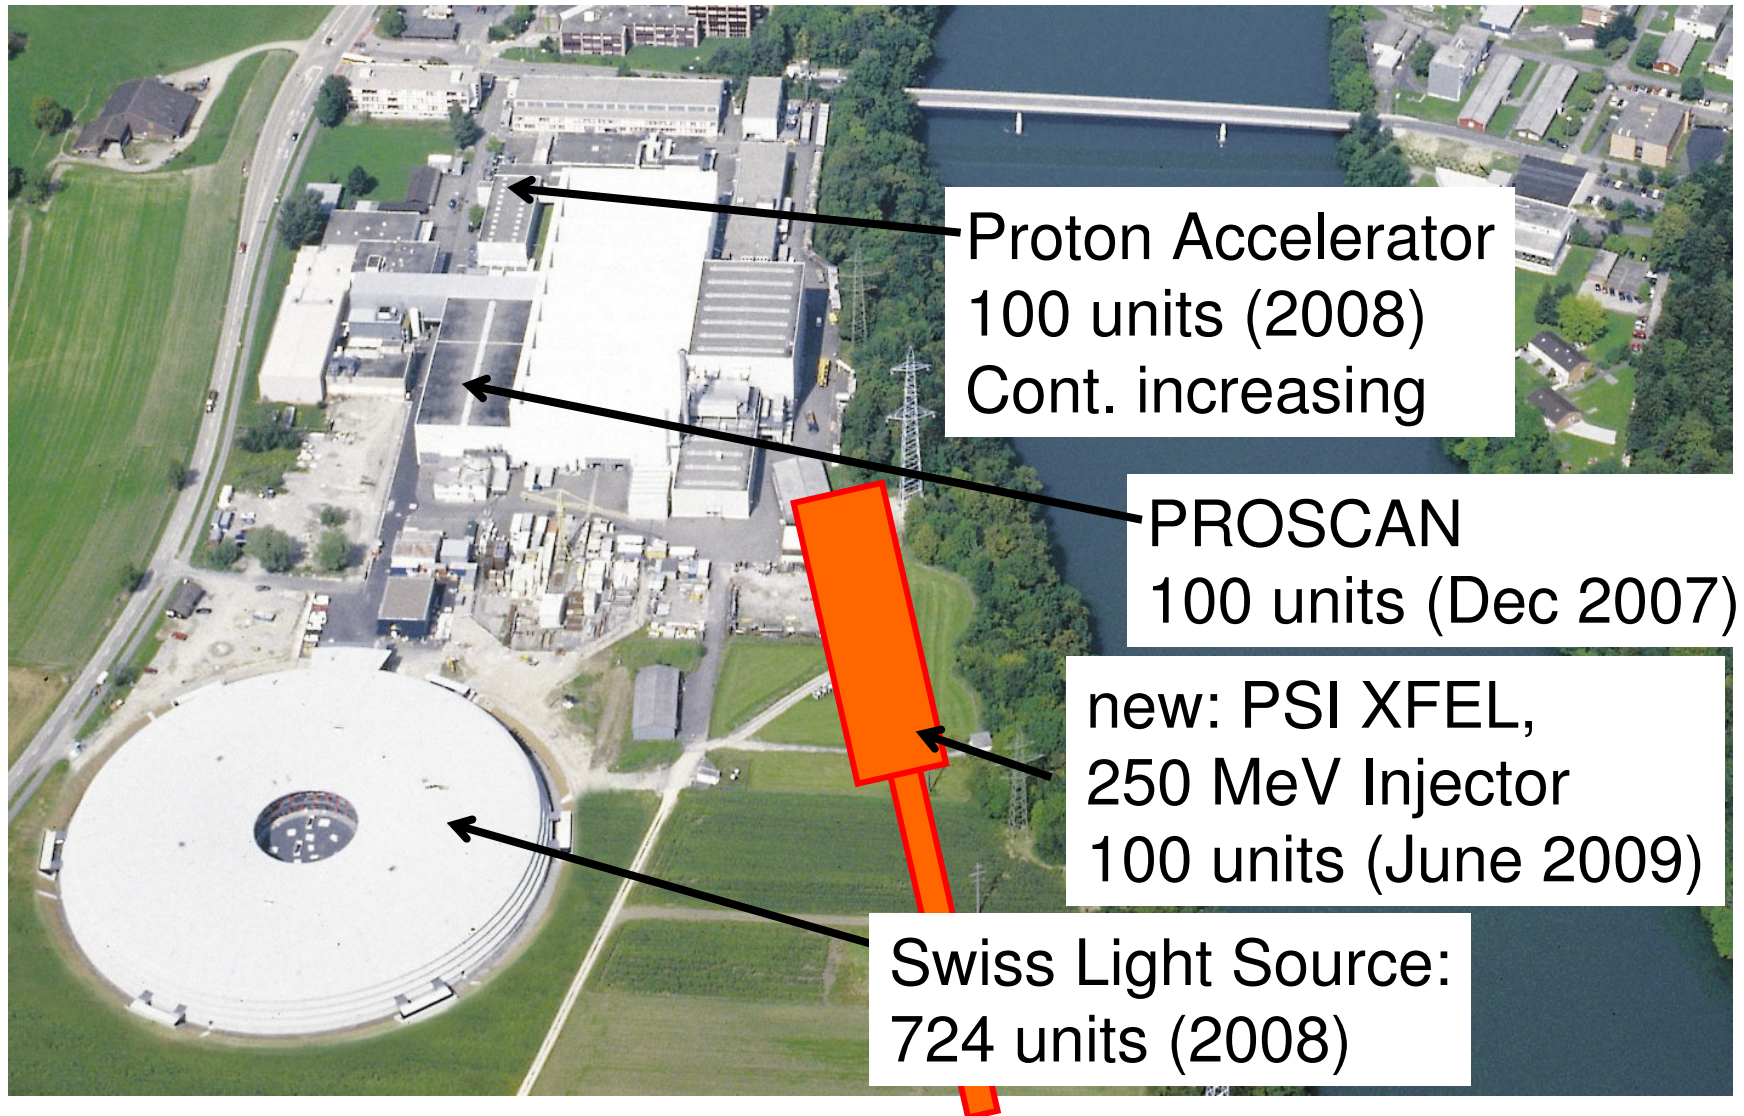 Proton Accelerator
100 units (2008)
Cont. increasing
PROSCAN
100 units (Dec 2007)
new: PSI XFEL,
250 MeV Injector
100 units (June 2009)
Swiss Light Source:
724 units (2008)